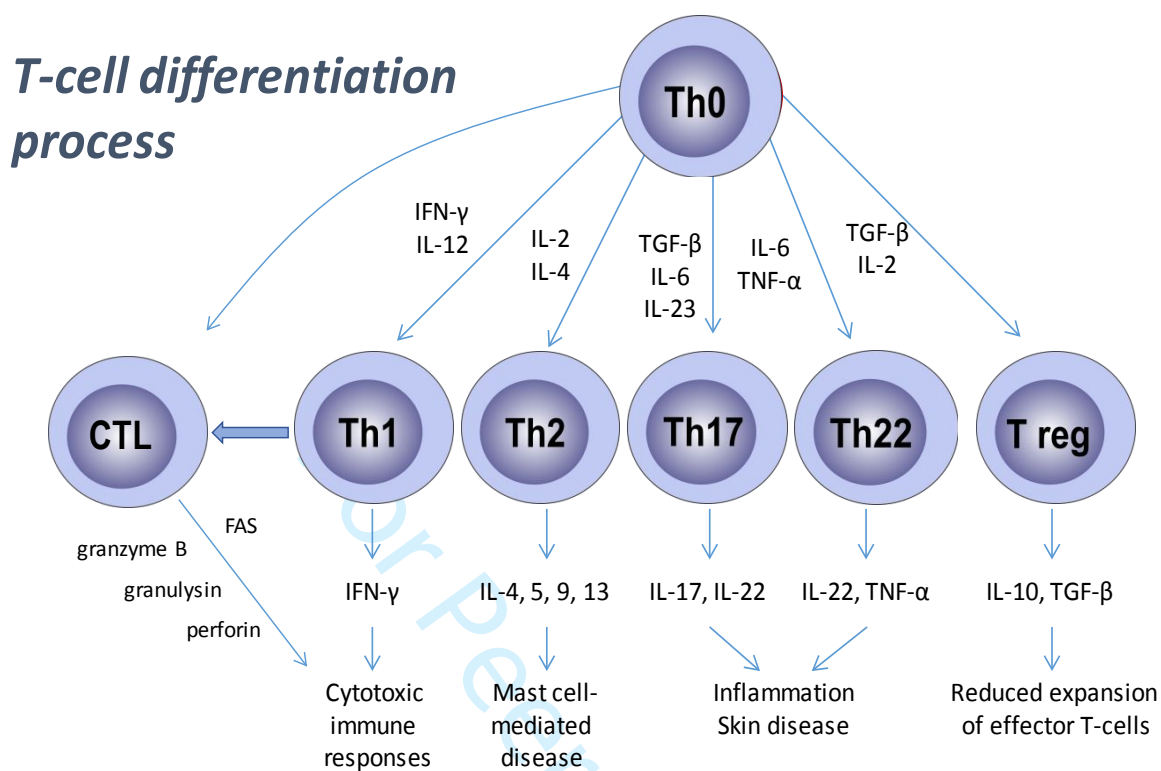 T-cell differentiation
process
Th0
IFN-γ
IL-12
IL-2
IL-4
TGF-β
IL-6
IL-23
IL-6
TNF-α
TGF-β
IL-2
CTL
Th1
Th2
Th17
Th22
T reg
FAS
granzyme B
granulysin
perforin
IFN-γ
IL-4, 5, 9, 13
IL-17, IL-22
IL-22, TNF-α
IL-10, TGF-β
Cytotoxic
immune
responses
Mast cell-
mediated
disease
Inflammation
Skin disease
Reduced expansion
of effector T-cells
or Peer